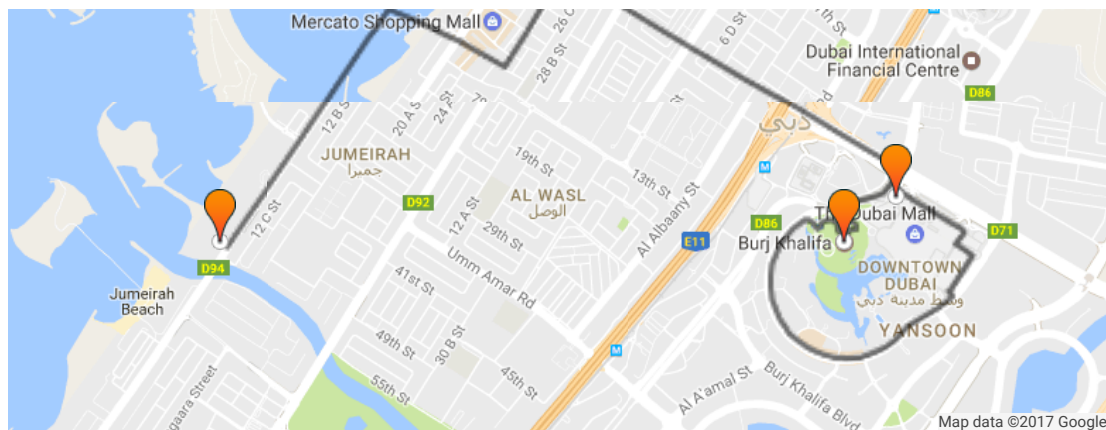 Mercato Shopping Mall
Dubai International
Financial Centre
D86
دبي
JUMEIRAH
جميرا
12 B S
20 A
24 A
28 B St
26 C
6 D St
17th St
19th St
13th St
AL WASL
الوصل
D92
12 A St
29th St
12 C St
Al Albaany St
D86
The Dubai Mall
Burj Khalifa
D71
E11
D94
Umm Amar Rd
41st St
Jumeirah
Beach
DOWNTOWN
DUBAI
وسط مدينة دبي
YANSOON
49th St
30 B St
45th St
55th St
Al A'amal St
Burj Khalifa Blvd
gaara Street
Map data ©2017 Google